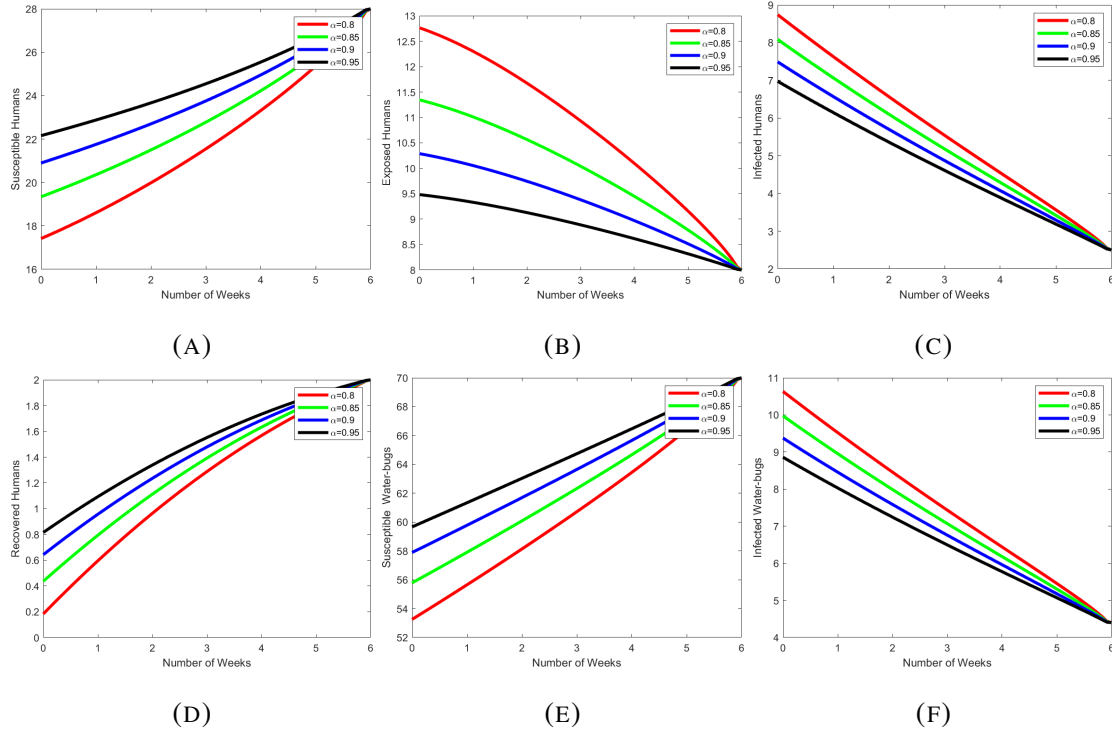 28
26
24
22
20
18
16
Susceptible Humans
0 1 2 3 4 5 6
Number of Weeks
α=0.8
α=0.85
α=0.9
α=0.95
(A)
13
12.5
12
11.5
11
10.5
10
9.5
9
8.5
8
Exposed Humans
0 1 2 3 4 5 6
Number of Weeks
α=0.8
α=0.85
α=0.9
α=0.95
(B)
9
8
7
6
5
4
3
2
Infected Humans
0 1 2 3 4 5 6
Number of Weeks
α=0.8
α=0.85
α=0.9
α=0.95
(C)
2
1.8
1.6
1.4
1.2
1
0.8
0.6
0.4
0.2
0
Recovered Humans
0 1 2 3 4 5 6
Number of Weeks
α=0.8
α=0.85
α=0.9
α=0.95
(D)
70
68
66
64
62
60
58
56
54
52
Susceptible Water-bugs
0 1 2 3 4 5 6
Number of Weeks
α=0.8
α=0.85
α=0.9
α=0.95
(E)
11
10
9
8
7
6
5
4
Infected Water-bugs
0 1 2 3 4 5 6
Number of Weeks
α=0.8
α=0.85
α=0.9
α=0.95
(F)